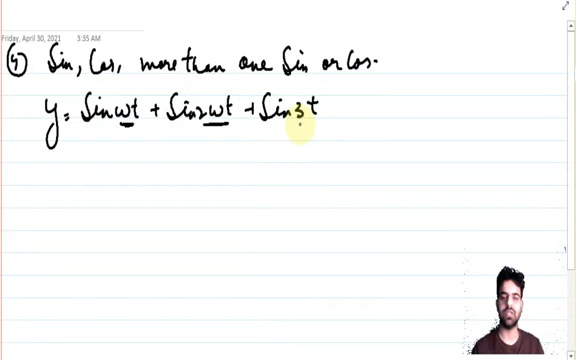 Friday, April 30, 2021 3:35 AM
(4) Sin, Cos, more than one Sin or Cos.
y = Sin ωt + Sin 2ωt + Sin 3t